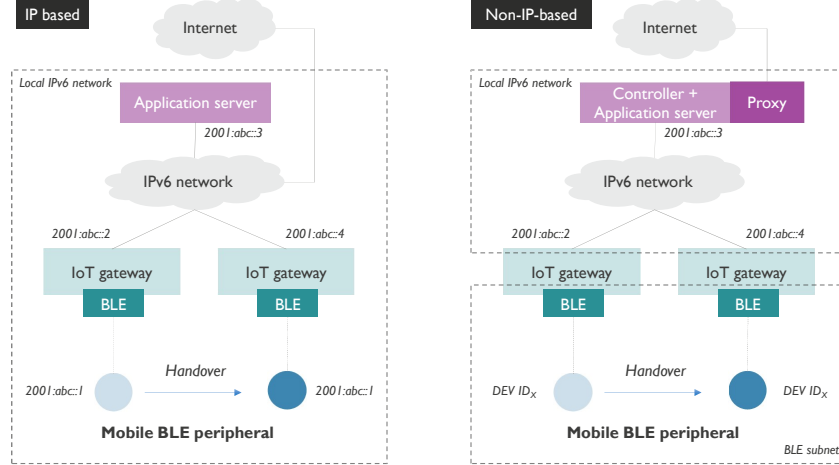 IP based
Internet
Local IPv6 network
Application server
2001:abc::3
IPv6 network
2001:abc::2
2001:abc::4
IoT gateway
IoT gateway
BLE
BLE
2001:abc::1
Handover
2001:abc::1
Mobile BLE peripheral
Non-IP-based
Internet
Local IPv6 network
Controller +
Application server
Proxy
2001:abc::3
IPv6 network
2001:abc::2
2001:abc::4
IoT gateway
IoT gateway
BLE
BLE
DEV IDX
Handover
DEV IDX
Mobile BLE peripheral
BLE subnet